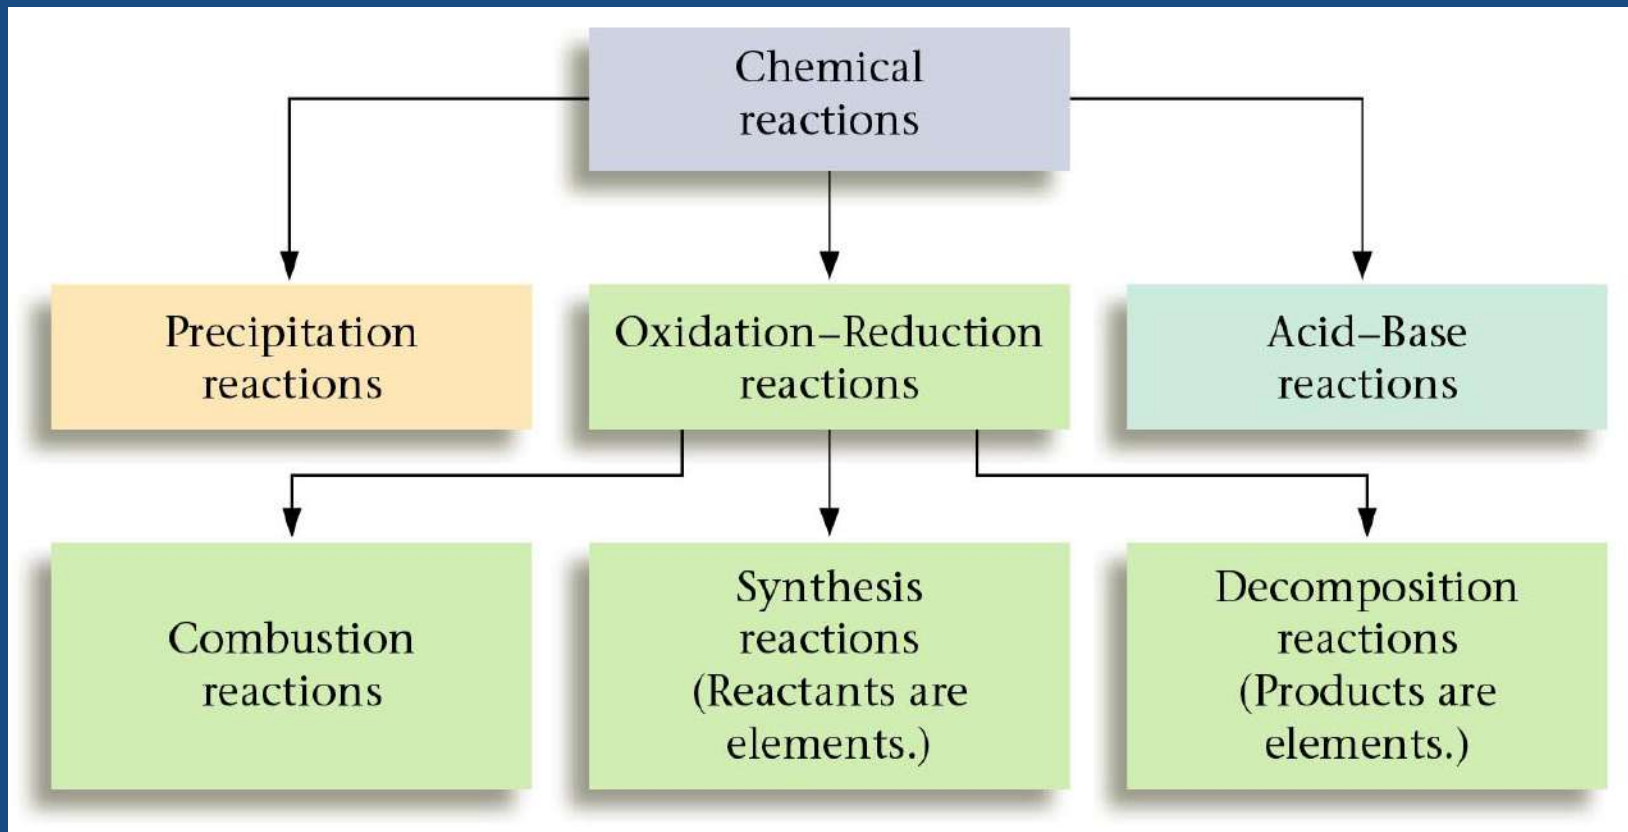 Chemical
reactions
Precipitation
reactions
Oxidation–Reduction
reactions
Acid–Base
reactions
Combustion
reactions
Synthesis
reactions
(Reactants are
elements.)
Decomposition
reactions
(Products are
elements.)